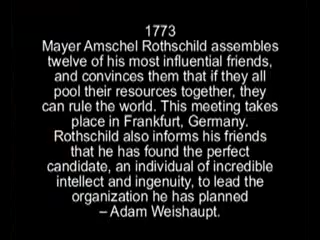 1773
Mayer Amschel Rothschild assembles
twelve of his most influential friends,
and convinces them that if they all
pool their resources together, they
can rule the world. This meeting takes
place in Frankfurt, Germany.
Rothschild also informs his friends
that he has found the perfect
candidate, an individual of incredible
intellect and ingenuity, to lead the
organization he has planned
– Adam Weishaupt.